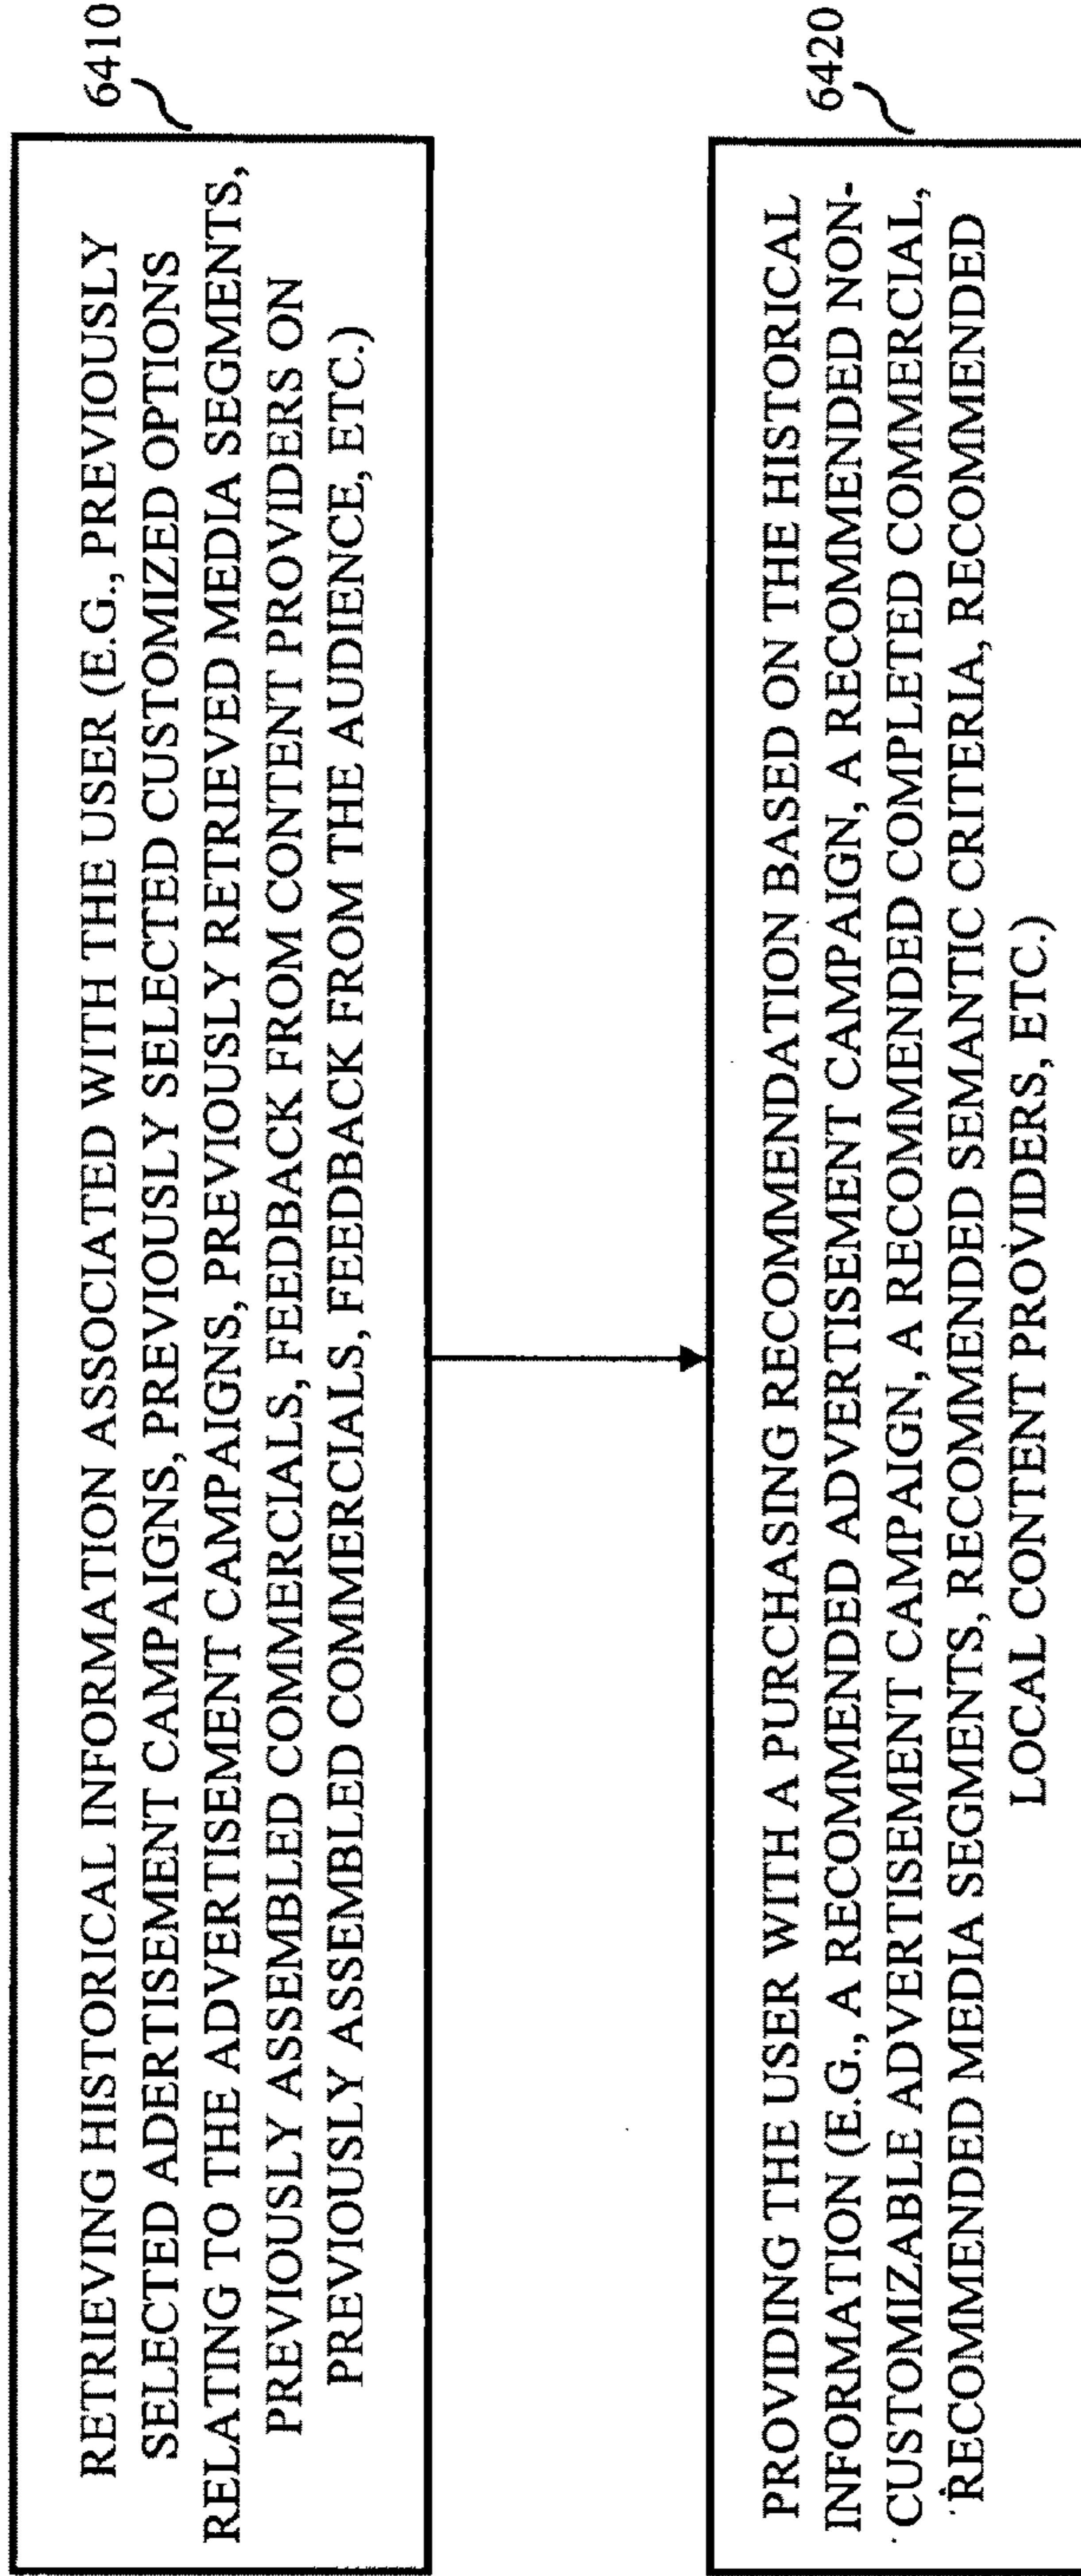 6410
RETRIEVING HISTORICAL INFORMATION ASSOCIATED WITH THE USER (E.G., PREVIOUSLY
SELECTED ADERTISEMENT CAMPAIGNS, PREVIOUSLY SELECTED CUSTOMIZED OPTIONS
RELATING TO THE ADVERTISEMENT CAMPAIGNS, PREVIOUSLY RETRIEVED MEDIA SEGMENTS,
PREVIOUSLY ASSEMBLED COMMERCIALS, FEEDBACK FROM CONTENT PROVIDERS ON
PREVIOUSLY ASSEMBLED COMMERCIALS, FEEDBACK FROM THE AUDIENCE, ETC.)
6420
PROVIDING THE USER WITH A PURCHASING RECOMMENDATION BASED ON THE HISTORICAL
INFORMATION (E.G., A RECOMMENDED ADVERTISEMENT CAMPAIGN, A RECOMMENDED NON-
CUSTOMIZABLE ADVERTISEMENT CAMPAIGN, A RECOMMENDED COMPLETED COMMERCIAL,
RECOMMENDED MEDIA SEGMENTS, RECOMMENDED SEMANTIC CRITERIA, RECOMMENDED
LOCAL CONTENT PROVIDERS, ETC.)